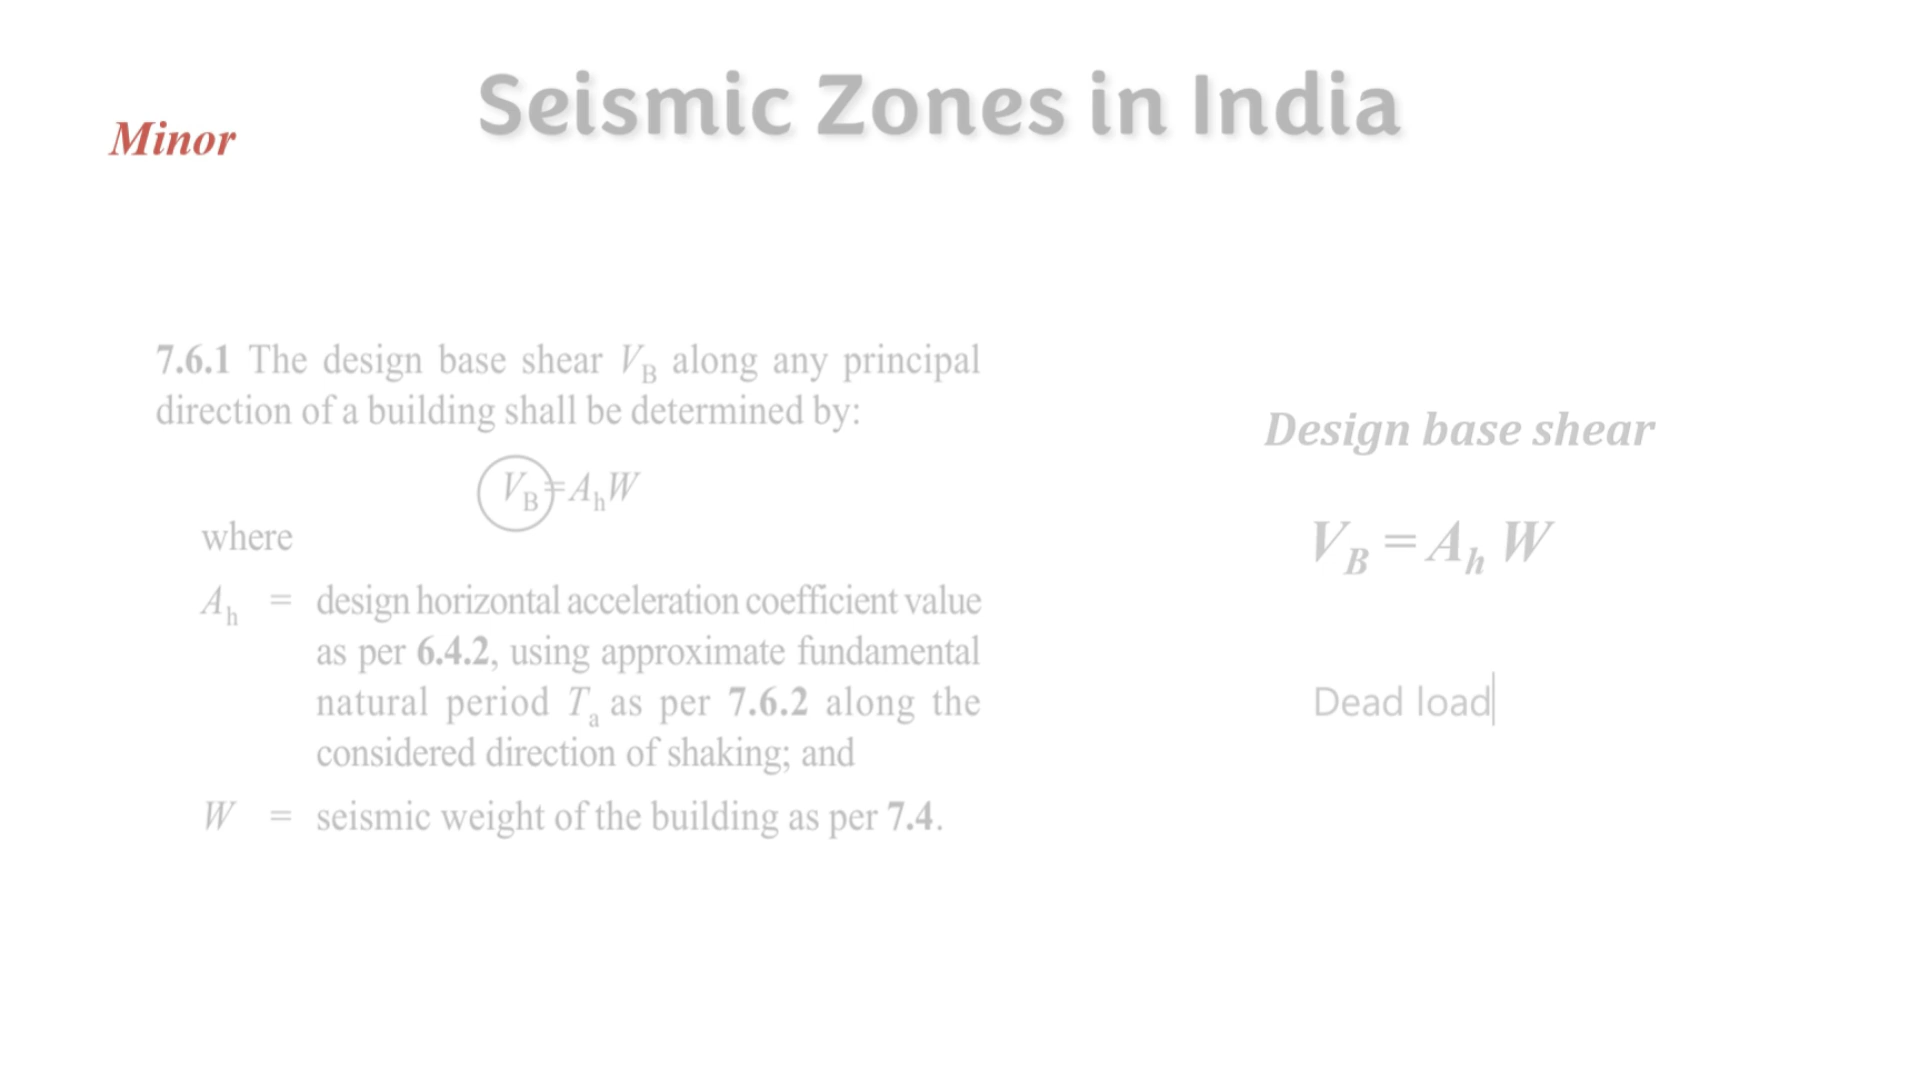 Seismic Zones in India
Minor
7.6.1 The design base shear V_B along any principal
direction of a building shall be determined by:
V_B = A_h W
where
A_h = design horizontal acceleration coefficient value
as per 6.4.2, using approximate fundamental
natural period T_a as per 7.6.2 along the
considered direction of shaking; and
W = seismic weight of the building as per 7.4.
Design base shear
V_B = A_h W
Dead load